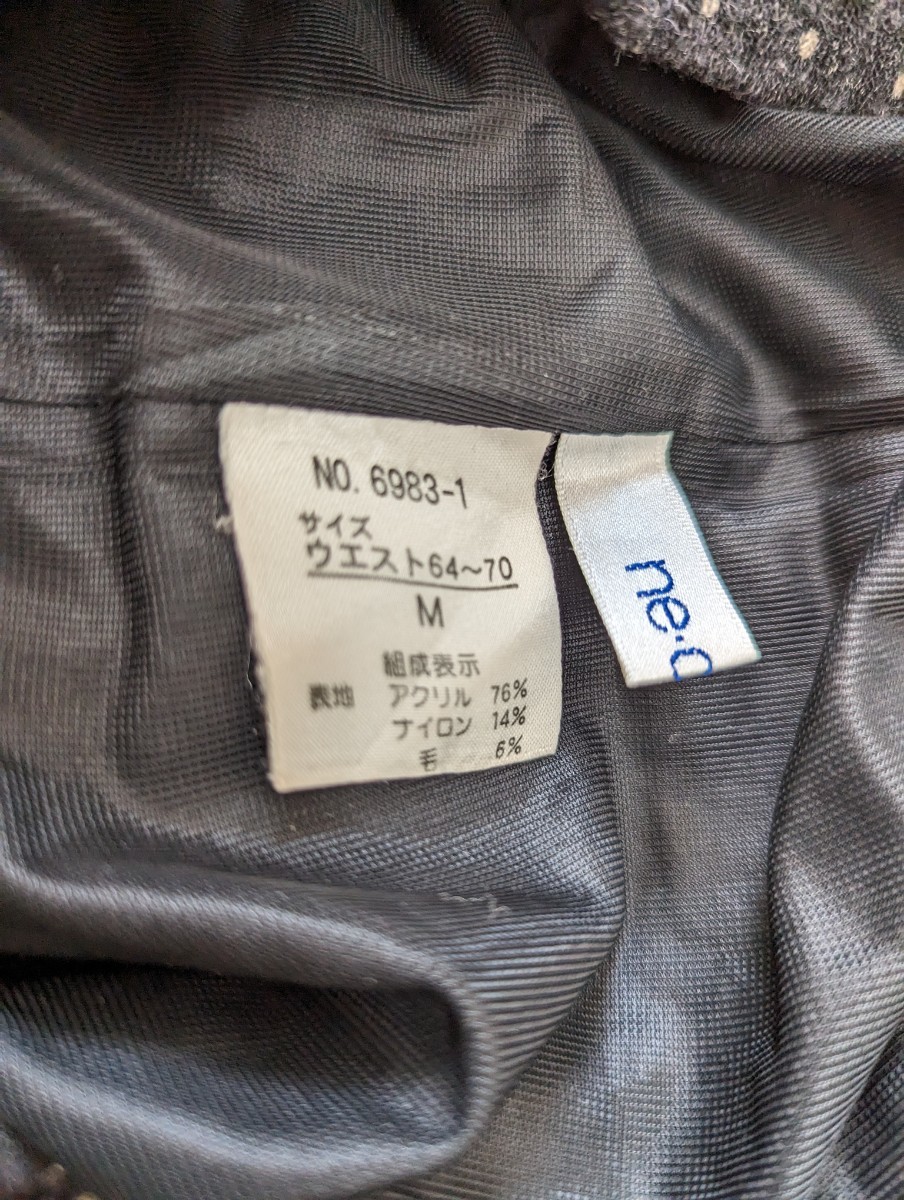 NO. 6983-1
サイズ
ウエスト64～70
M
組成表示
表地 アクリル 76%
ナイロン 14%
毛 6%
ne·